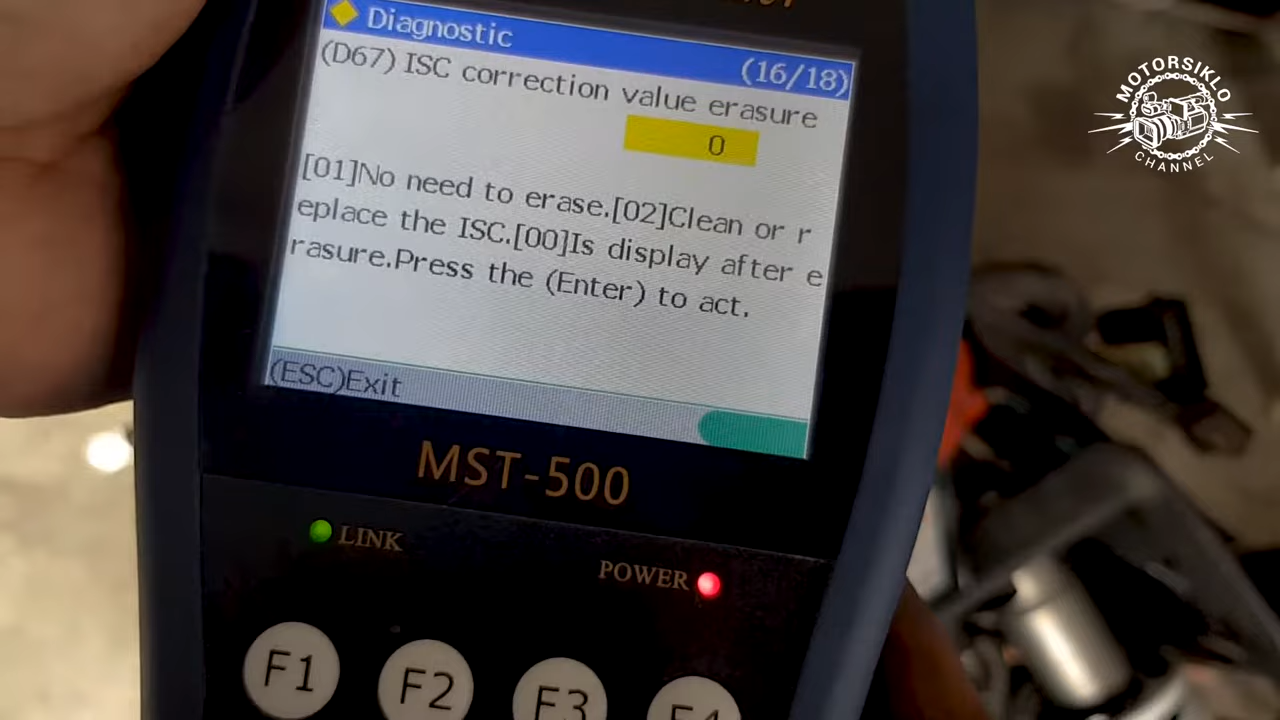 Diagnostic
(16/18)
(D67) ISC correction value erasure
0
[01]No need to erase.[02]Clean or r
eplace the ISC.[00]Is display after e
rasure.Press the (Enter) to act.
(ESC)Exit
MST-500
LINK
POWER
F1
F2
F3
F4
MOTORSIKLO
CHANNEL